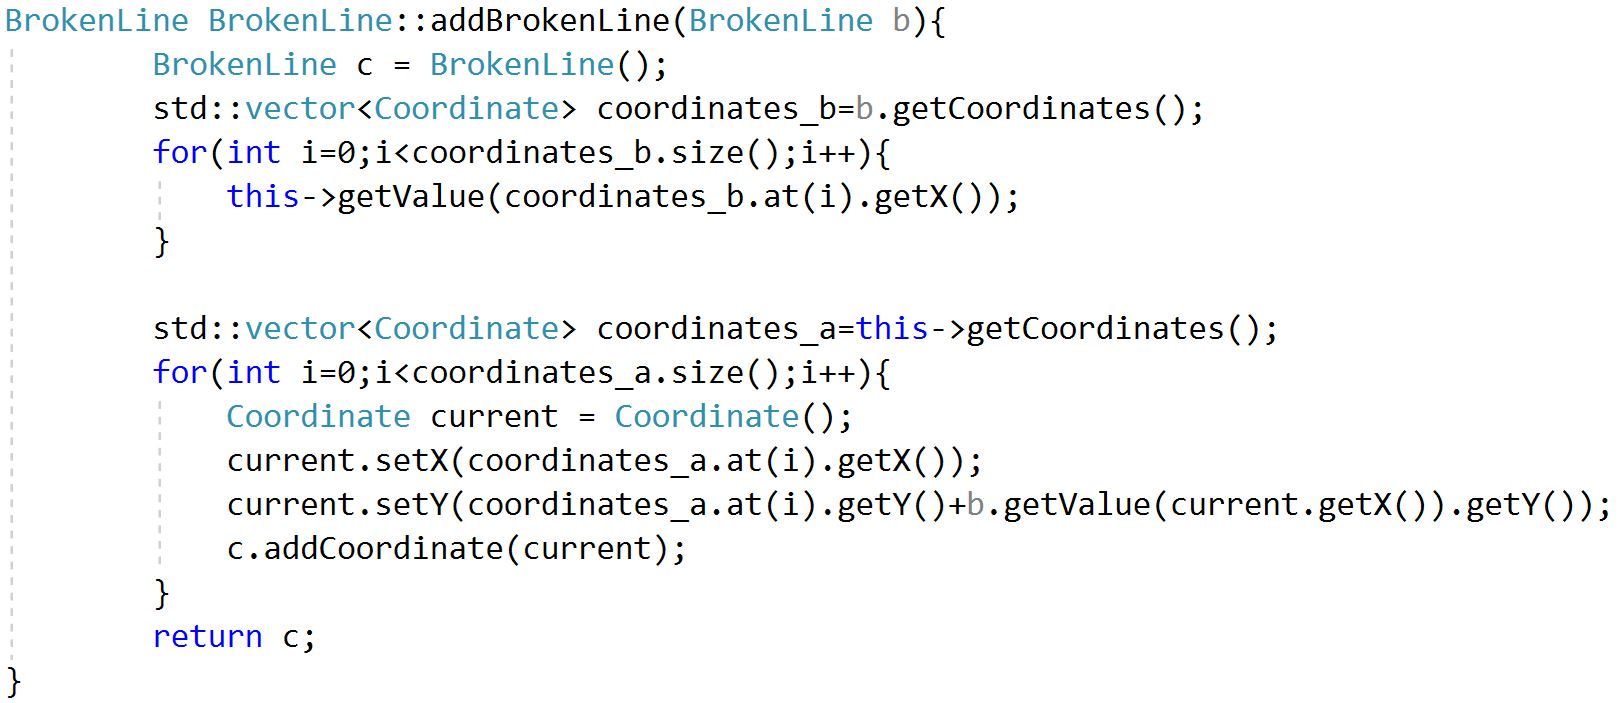 BrokenLine BrokenLine::addBrokenLine(BrokenLine b){
        BrokenLine c = BrokenLine();
        std::vector<Coordinate> coordinates_b=b.getCoordinates();
        for(int i=0;i<coordinates_b.size();i++){
            this->getValue(coordinates_b.at(i).getX());
        }

        std::vector<Coordinate> coordinates_a=this->getCoordinates();
        for(int i=0;i<coordinates_a.size();i++){
            Coordinate current = Coordinate();
            current.setX(coordinates_a.at(i).getX());
            current.setY(coordinates_a.at(i).getY()+b.getValue(current.getX()).getY());
            c.addCoordinate(current);
        }
        return c;
}